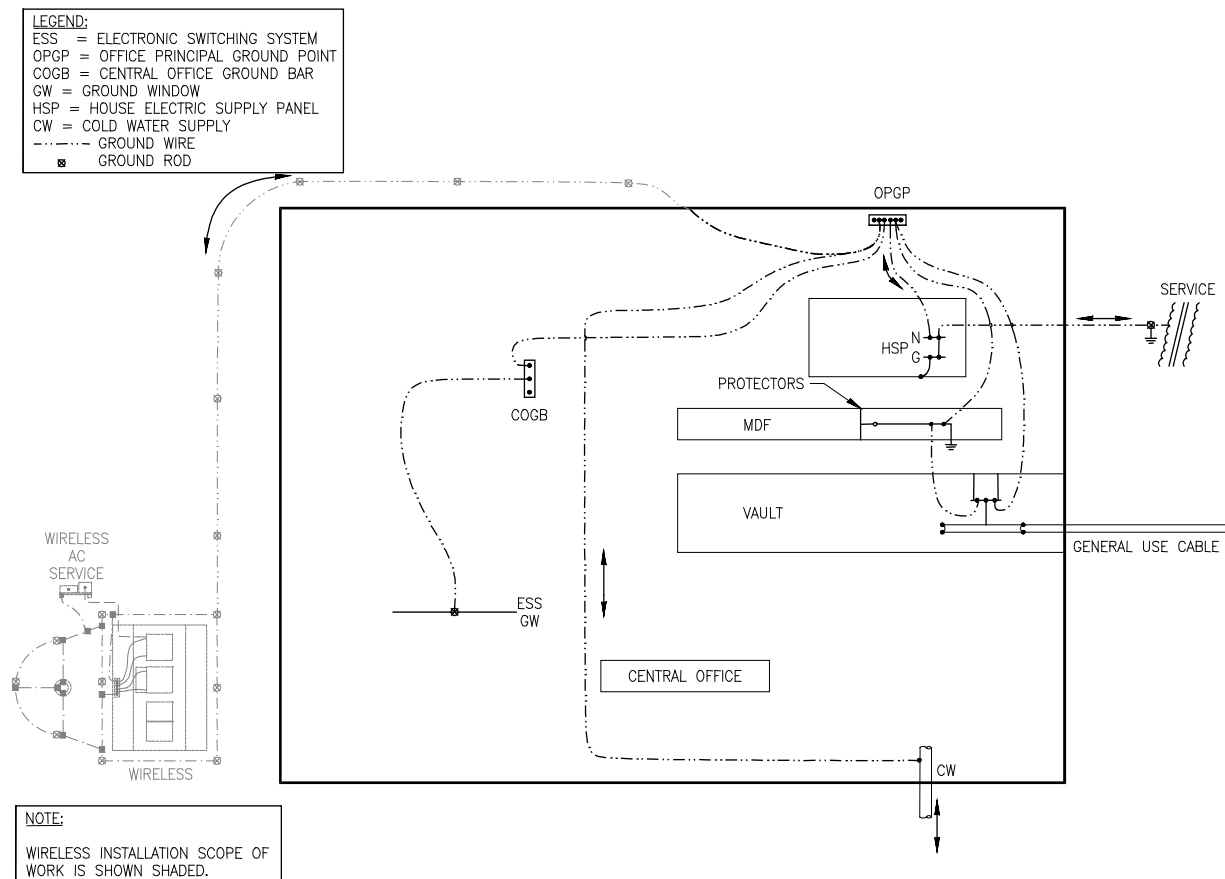 LEGEND:
ESS = ELECTRONIC SWITCHING SYSTEM
OPGP = OFFICE PRINCIPAL GROUND POINT
COGB = CENTRAL OFFICE GROUND BAR
GW = GROUND WINDOW
HSP = HOUSE ELECTRIC SUPPLY PANEL
CW = COLD WATER SUPPLY
GROUND WIRE
GROUND ROD
OPGP
SERVICE
N
HSP
G
PROTECTORS
COGB
MDF
VAULT
GENERAL USE CABLE
WIRELESS
AC
SERVICE
ESS
GW
CENTRAL OFFICE
WIRELESS
CW
NOTE:
WIRELESS INSTALLATION SCOPE OF
WORK IS SHOWN SHADED.